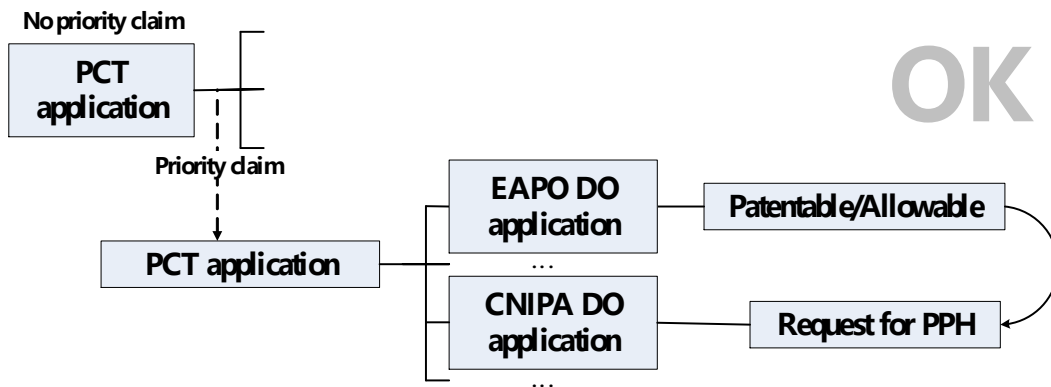 No priority claim
PCT
application
OK
Priority claim
EAPO DO
application
Patentable/Allowable
PCT application
...
CNIPA DO
application
Request for PPH
...